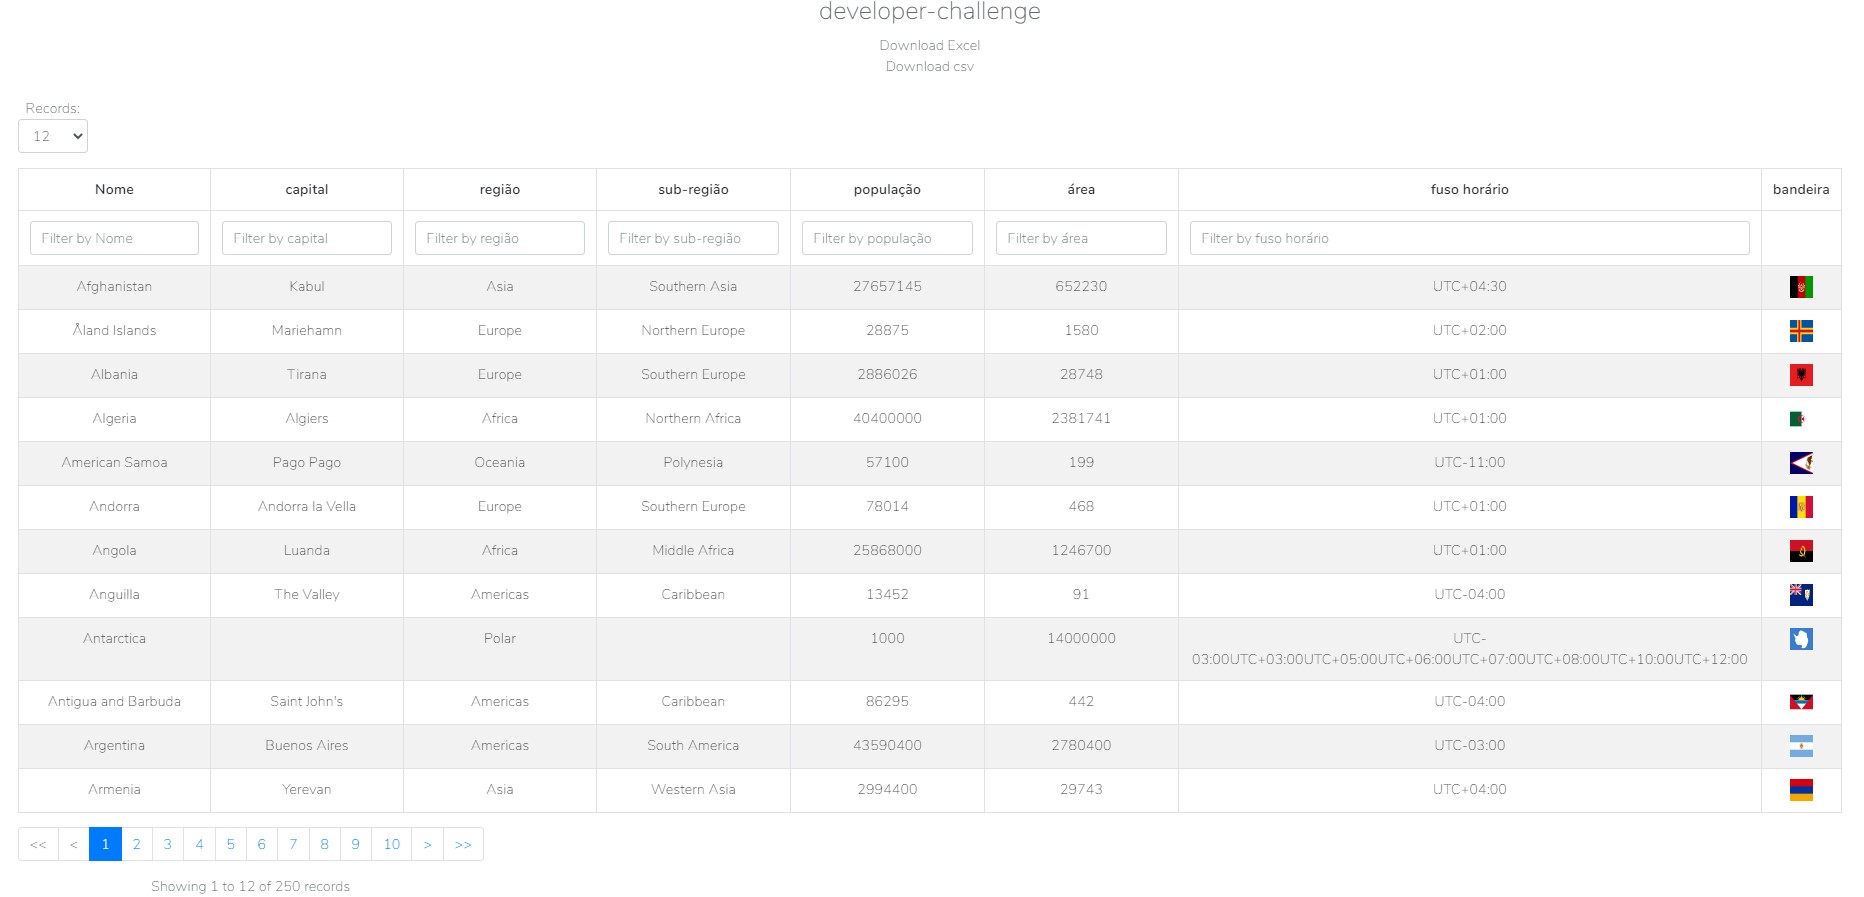 developer-challenge
Download Excel
Download csv
Records:
12
Nome capital região sub-região população área fuso horário bandeira
Filter by Nome Filter by capital Filter by região Filter by sub-região Filter by população Filter by área Filter by fuso horário
Afghanistan Kabul Asia Southern Asia 27657145 652230 UTC+04:30
Åland Islands Mariehamn Europe Northern Europe 28875 1580 UTC+02:00
Albania Tirana Europe Southern Europe 2886026 28748 UTC+01:00
Algeria Algiers Africa Northern Africa 40400000 2381741 UTC+01:00
American Samoa Pago Pago Oceania Polynesia 57100 199 UTC-11:00
Andorra Andorra la Vella Europe Southern Europe 78014 468 UTC+01:00
Angola Luanda Africa Middle Africa 25868000 1246700 UTC+01:00
Anguilla The Valley Americas Caribbean 13452 91 UTC-04:00
Antarctica Polar 1000 14000000 UTC-
03:00UTC+03:00UTC+05:00UTC+06:00UTC+07:00UTC+08:00UTC+10:00UTC+12:00
Antigua and Barbuda Saint John's Americas Caribbean 86295 442 UTC-04:00
Argentina Buenos Aires Americas South America 43590400 2780400 UTC-03:00
Armenia Yerevan Asia Western Asia 2994400 29743 UTC+04:00
<< < 1 2 3 4 5 6 7 8 9 10 > >>
Showing 1 to 12 of 250 records